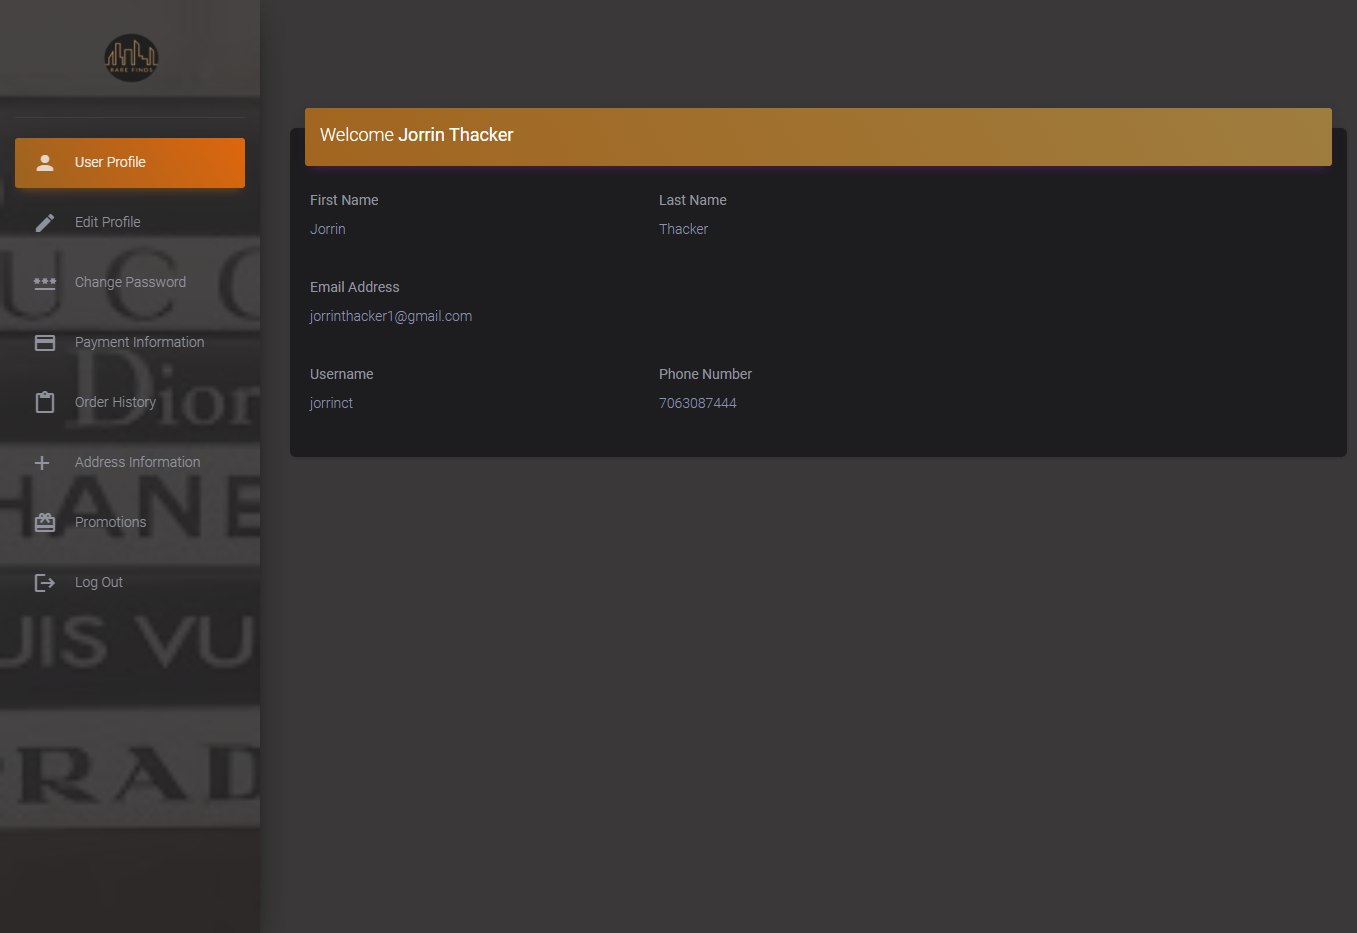 RARE FINDS
User Profile
Edit Profile
UCC
Change Password
Payment Information
Dior
Order History
Address Information
HANE
Promotions
Log Out
UIS VU
PRAD
Welcome Jorrin Thacker
First Name Last Name
Jorrin Thacker
Email Address
jorrinthacker1@gmail.com
Username Phone Number
jorrinct 7063087444